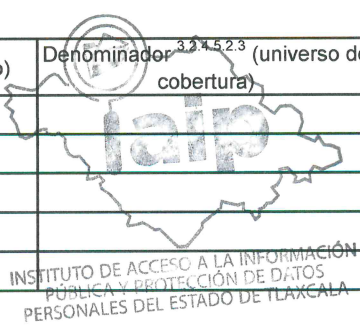 o)
Denominador 3.2.4.5.2.3 (universo de
cobertura)
iaip
INSTITUTO DE ACCESO A LA INFORMACIÓN
PÚBLICA Y PROTECCIÓN DE DATOS
PERSONALES DEL ESTADO DE TLAXCALA